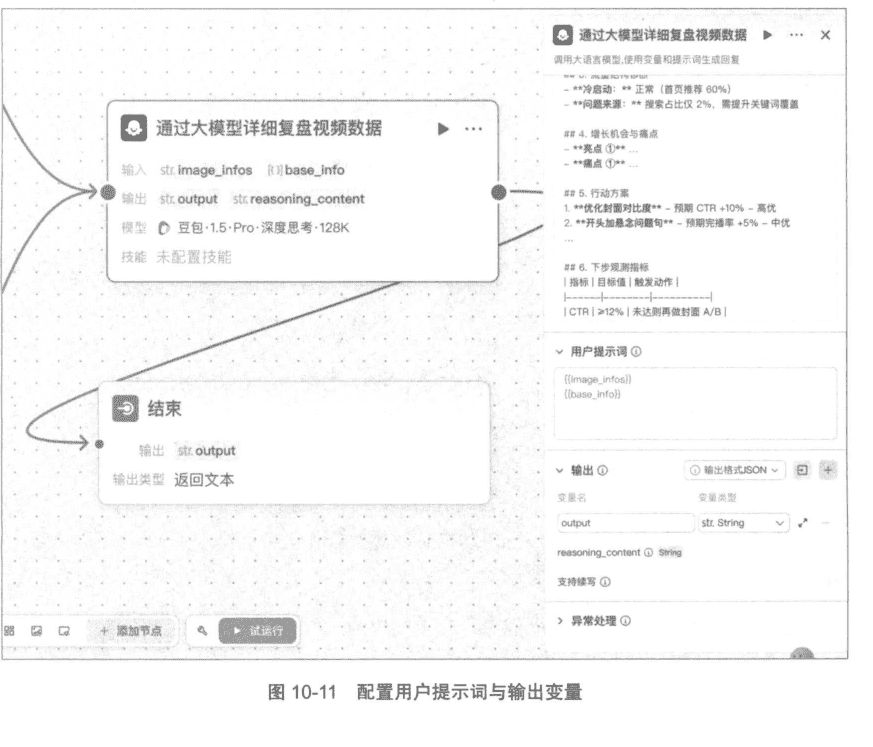 通过大模型详细复盘视频数据
输入 str. image_infos [{}] base_info
输出 str. output str. reasoning_content
模型 豆包·1.5·Pro·深度思考·128K
技能 未配置技能
结束
输出 str. output
输出类型 返回文本
+ 添加节点
试运行
通过大模型详细复盘视频数据
调用大语言模型,使用变量和提示词生成回复
- **冷启动：** 正常（首页推荐 60%）
- **问题来源：** 搜索占比仅 2%，需提升关键词覆盖
## 4. 增长机会与痛点
- **亮点 ①** ...
- **痛点 ①** ...
## 5. 行动方案
1. **优化封面对比度** - 预期 CTR +10% - 高优
2. **开头加悬念问题句** - 预期完播率 +5% - 中优
...
## 6. 下步观测指标
| 指标 | 目标值 | 触发动作 |
|------|--------|----------|
| CTR | ≥12% | 未达则再做封面 A/B |
用户提示词
{{image_infos}}
{{base_info}}
输出
输出格式JSON
变量名 变量类型
output str. String
reasoning_content String
支持续写
异常处理
图 10-11 配置用户提示词与输出变量